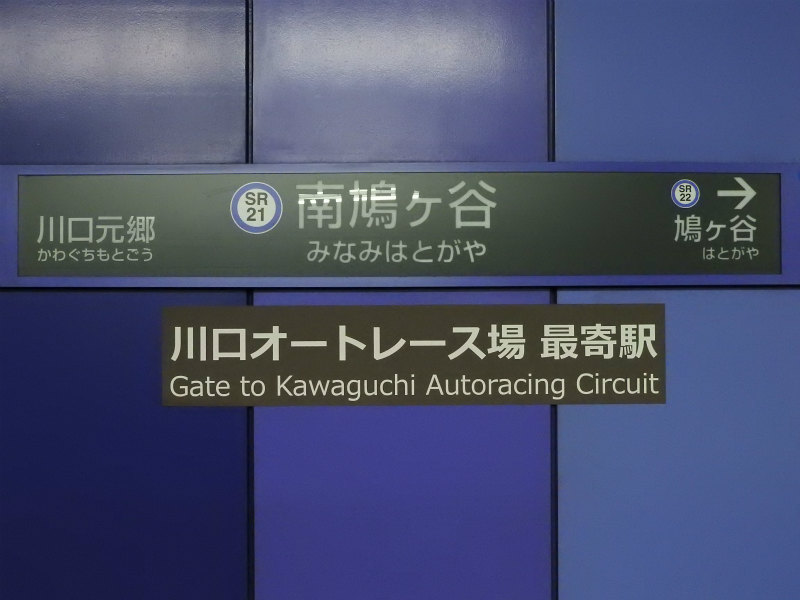 川口元郷
かわぐちもとごう
SR
21
南鳩ヶ谷
みなみはとがや
SR
22
→
鳩ヶ谷
はとがや
川口オートレース場 最寄駅
Gate to Kawaguchi Autoracing Circuit